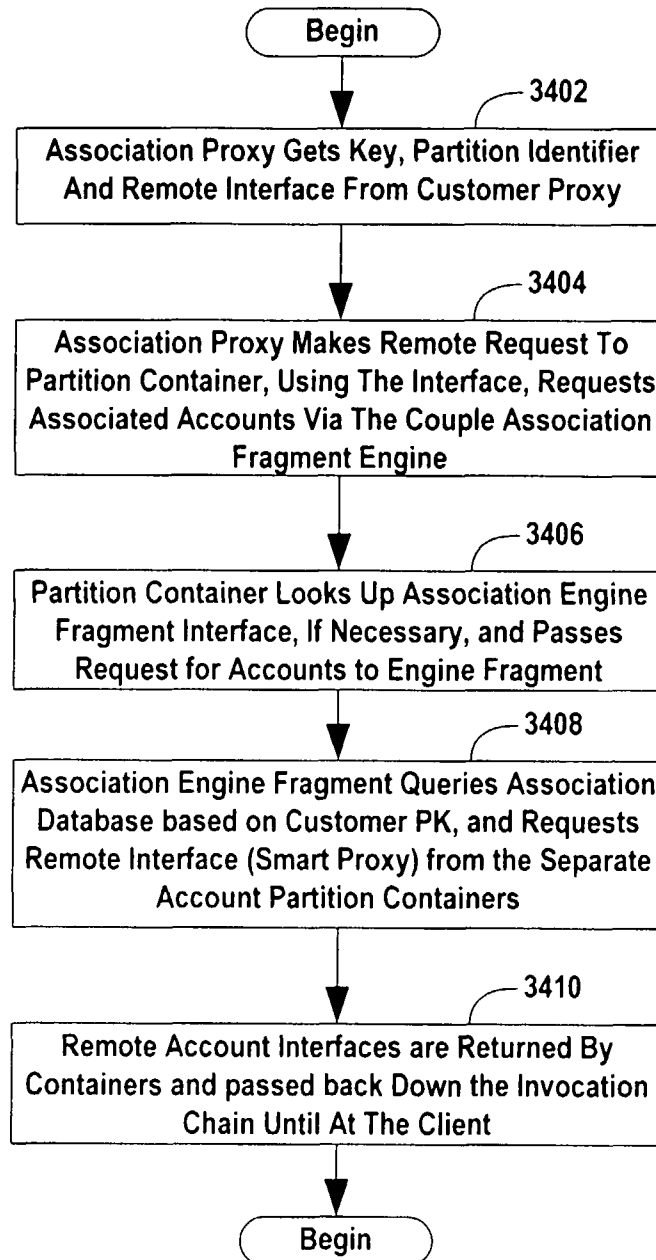 Begin
3402
Association Proxy Gets Key, Partition Identifier
And Remote Interface From Customer Proxy
3404
Association Proxy Makes Remote Request To
Partition Container, Using The Interface, Requests
Associated Accounts Via The Couple Association
Fragment Engine
3406
Partition Container Looks Up Association Engine
Fragment Interface, If Necessary, and Passes
Request for Accounts to Engine Fragment
3408
Association Engine Fragment Queries Association
Database based on Customer PK, and Requests
Remote Interface (Smart Proxy) from the Separate
Account Partition Containers
3410
Remote Account Interfaces are Returned By
Containers and passed back Down the Invocation
Chain Until At The Client
Begin